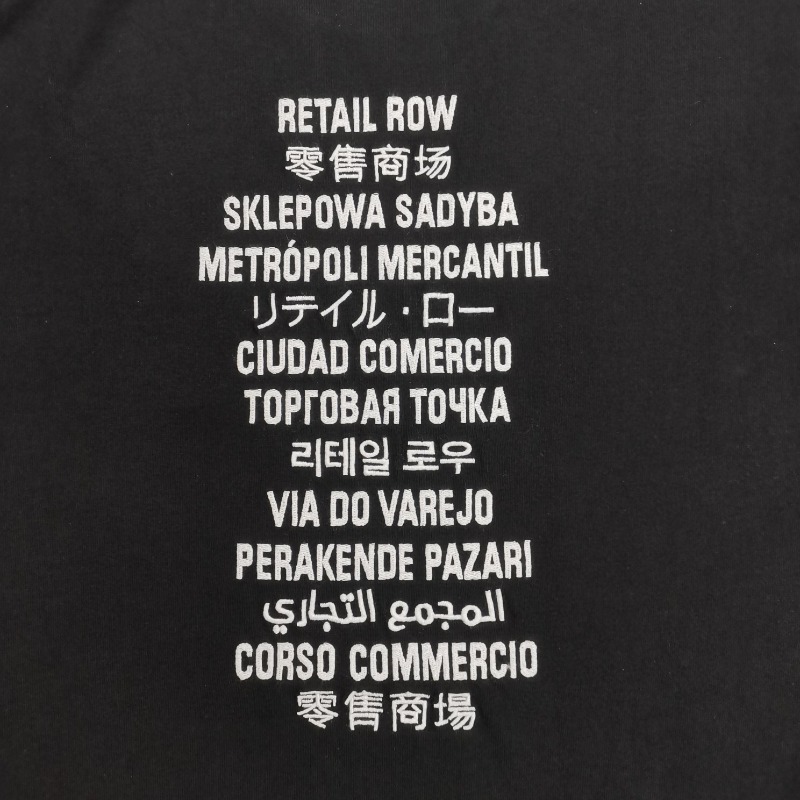 RETAIL ROW
零售商场
SKLEPOWA SADYBA
METRÓPOLI MERCANTIL
リテイル・ロー
CIUDAD COMERCIO
ТОРГОВАЯ ТОЧКА
리테일 로우
VIA DO VAREJO
PERAKENDE PAZARI
المجمع التجاري
CORSO COMMERCIO
零售商場